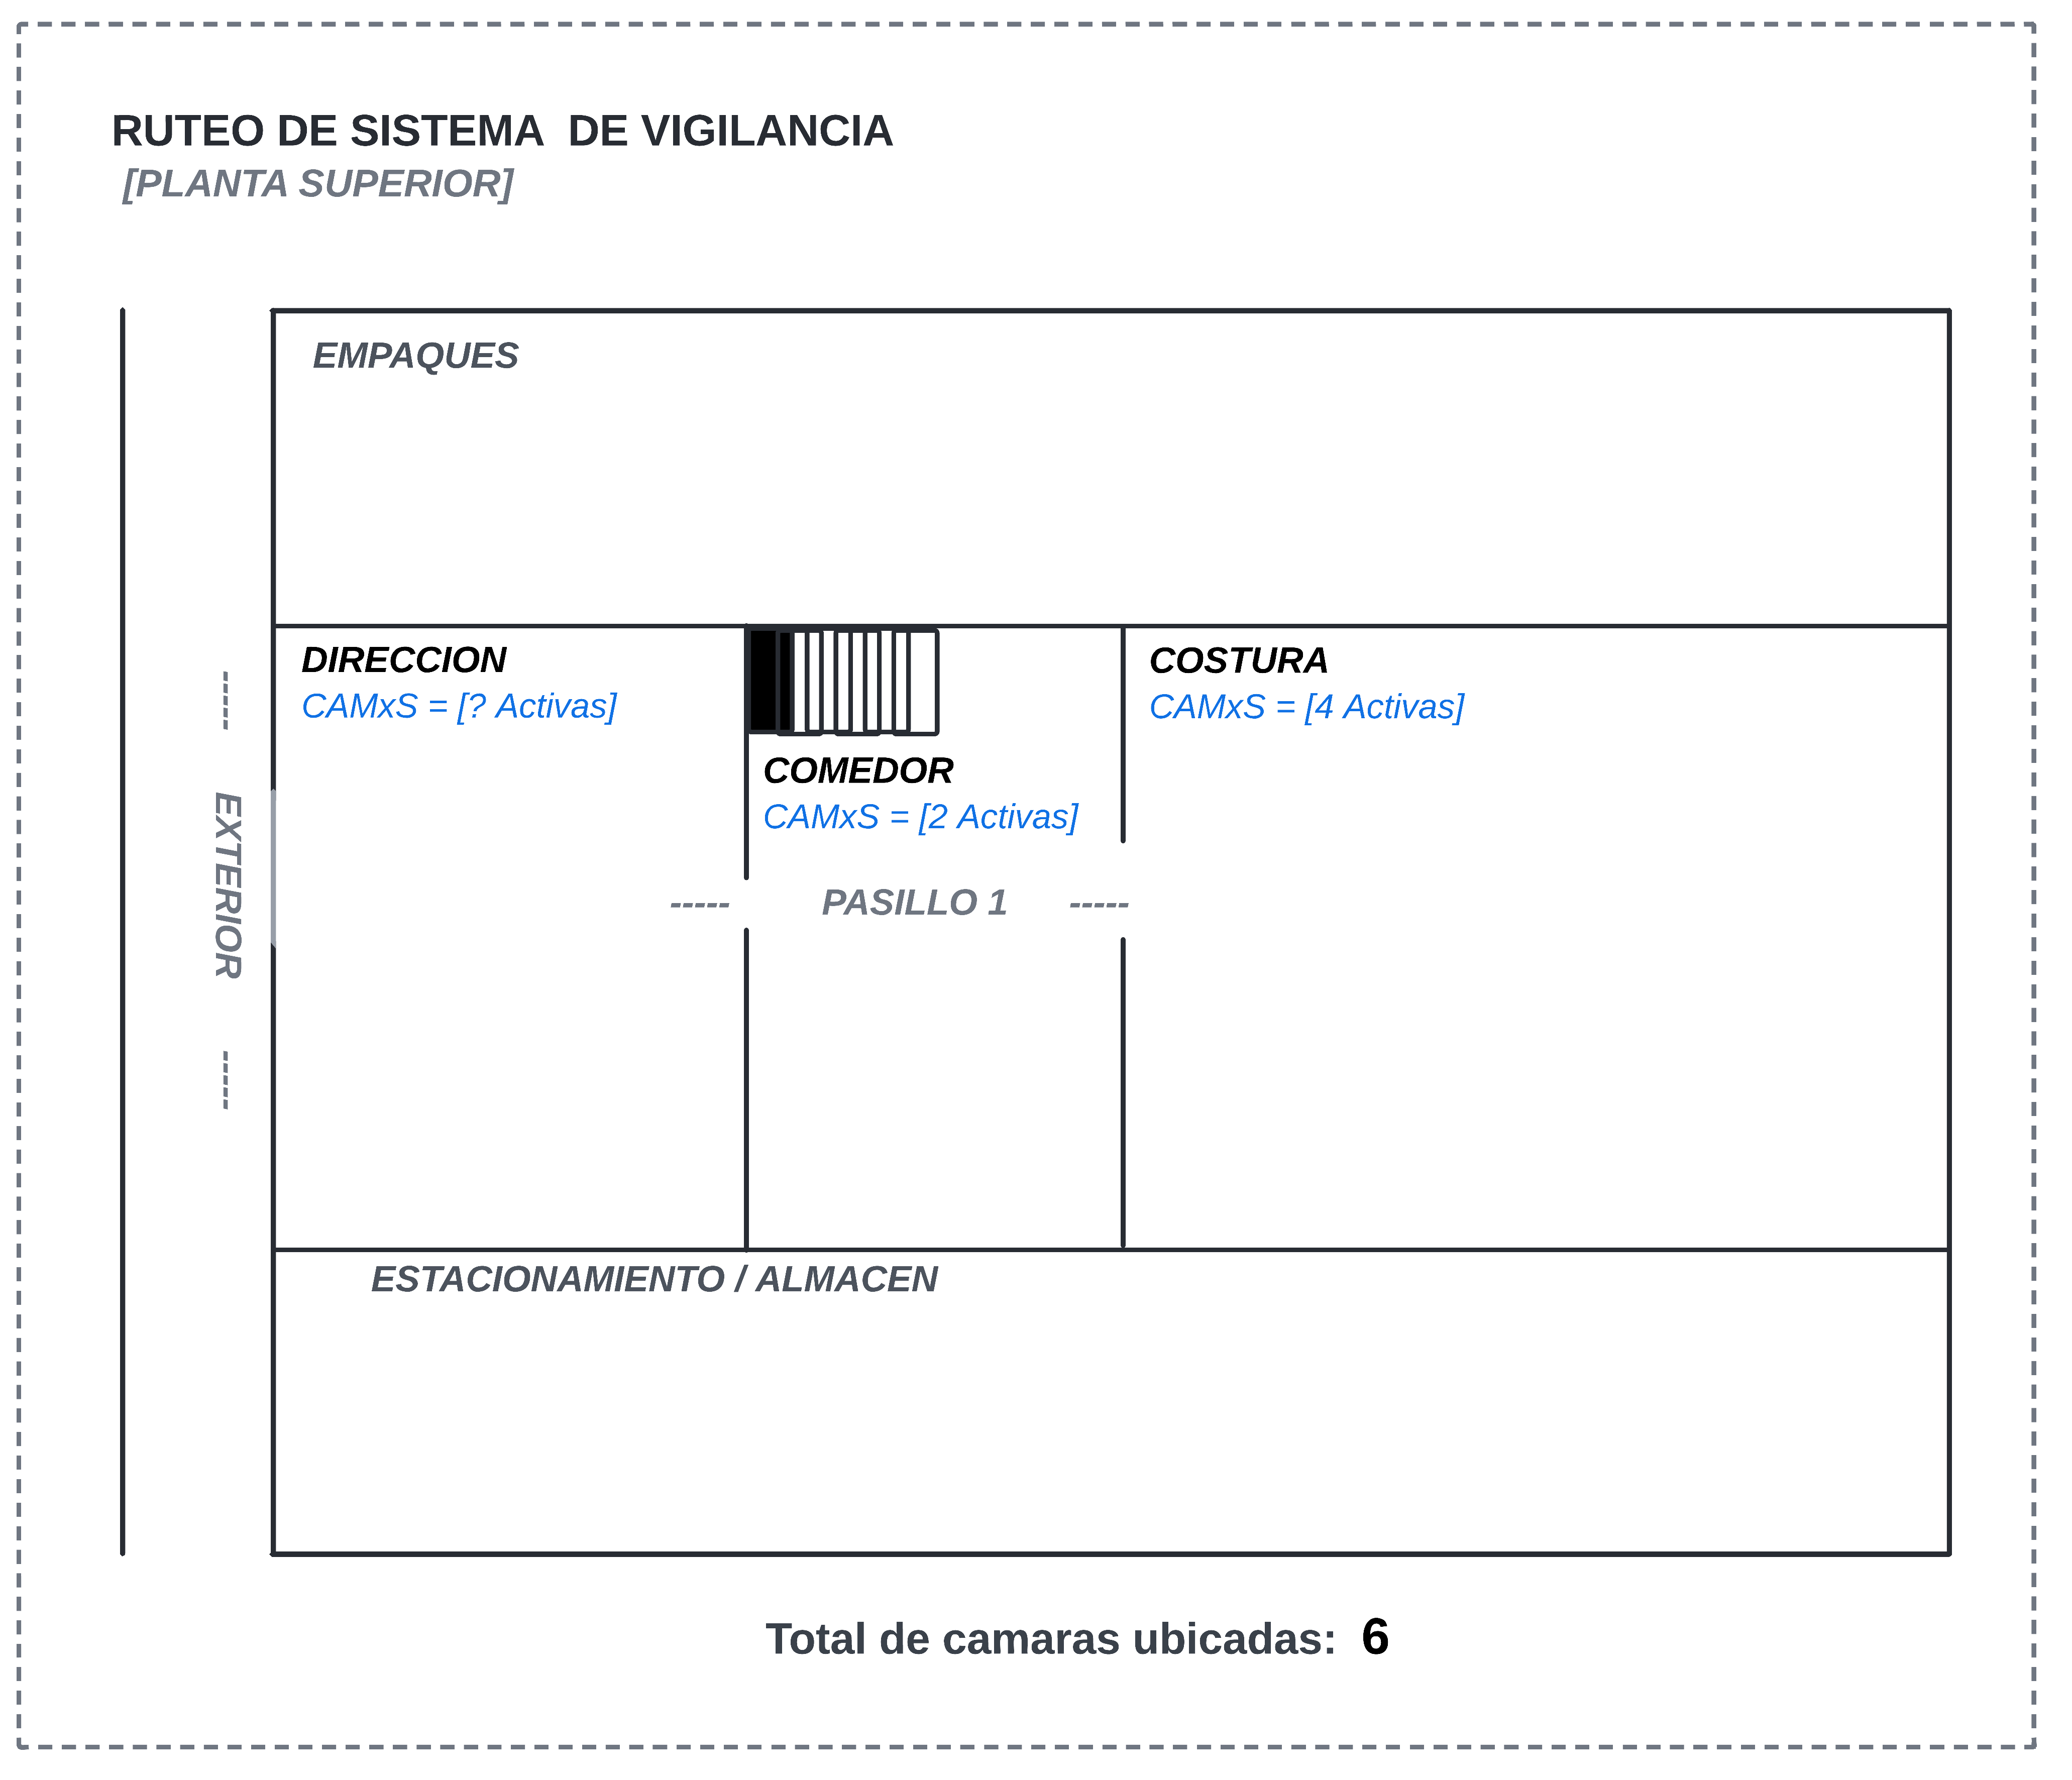 RUTEO DE SISTEMA  DE VIGILANCIA
[PLANTA SUPERIOR]
EMPAQUES
DIRECCION
CAMxS = [? Activas]
COSTURA
CAMxS = [4 Activas]
COMEDOR
CAMxS = [2 Activas]
----- EXTERIOR -----
----- PASILLO 1 -----
ESTACIONAMIENTO / ALMACEN
Total de camaras ubicadas: 6